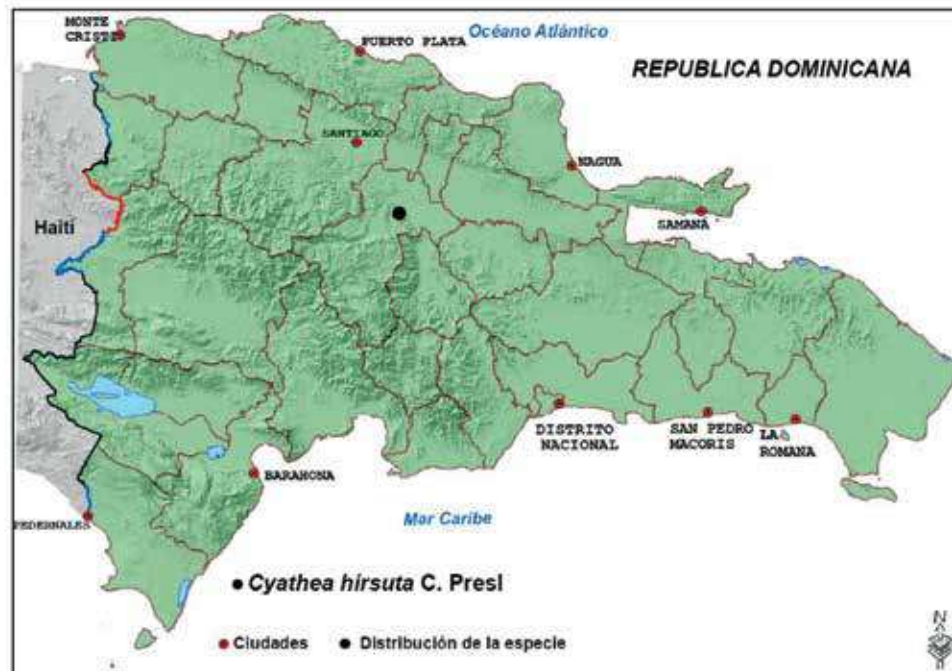 MONTE
CRISTI
Océano Atlántico
PUERTO PLATA
REPUBLICA DOMINICANA
SANTIAGO
NAGUA
SAMANA
Haití
DISTRITO
NACIONAL
SAN PEDRO
MACORIS
LA
ROMANA
BARAHONA
PEDERNALES
Mar Caribe
Cyathea hirsuta C. Presl
Ciudades
Distribución de la especie
N